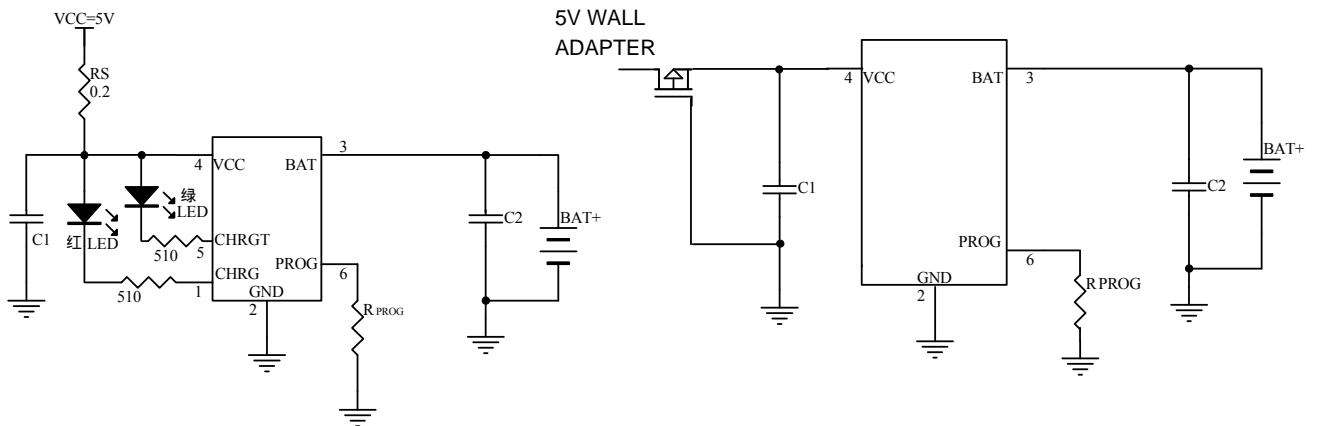 VCC=5V
RS
0.2
C1
红 LED
绿
LED
510
510
4
VCC
BAT
3
5
CHRGT
1
CHRG
PROG
6
GND
2
R PROG
C2
BAT+
5V WALL
ADAPTER
C1
4
VCC
BAT
3
PROG
6
GND
2
R PROG
C2
BAT+